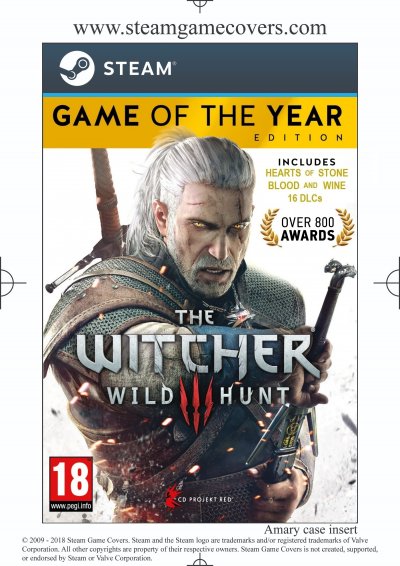 www.steamgamecovers.com
STEAM®
GAME OF THE YEAR
EDITION
INCLUDES
HEARTS OF STONE
BLOOD AND WINE
16 DLCs
OVER 800
AWARDS
THE
WITCHER
WILD III HUNT
18
www.pegi.info
CD PROJEKT RED
Amary case insert
© 2009 - 2018 Steam Game Covers. Steam and the Steam logo are trademarks and/or registered trademarks of Valve
Corporation. All other copyrights are property of their respective owners. Steam Game Covers is not created, supported,
or endorsed by Steam or Valve Corporation.